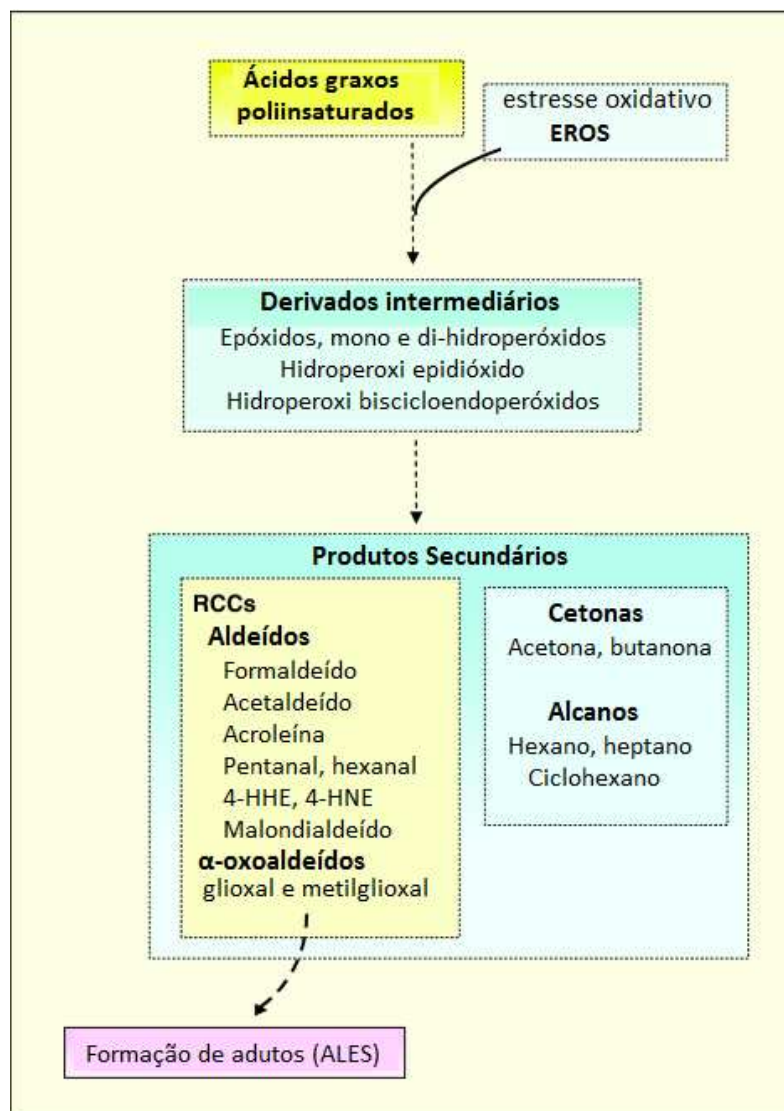 Ácidos graxos
poliinsaturados
estresse oxidativo
EROS
Derivados intermediários
Epóxidos, mono e di-hidroperóxidos
Hidroperoxi epidióxido
Hidroperoxi biscicloendoperóxidos
Produtos Secundários
RCCs
Aldeídos
Formaldeído
Acetaldeído
Acroleína
Pentanal, hexanal
4-HHE, 4-HNE
Malondialdeído
α-oxoaldeídos
glioxal e metilglioxal
Cetonas
Acetona, butanona
Alcanos
Hexano, heptano
Ciclohexano
Formação de adutos (ALES)